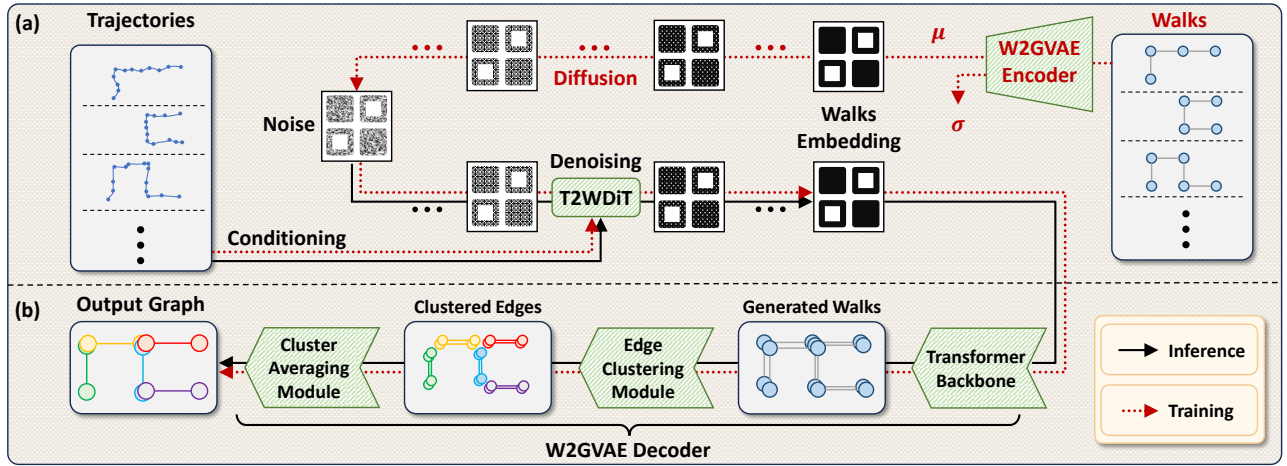 (a)
Trajectories
Diffusion
μ
W2GVAE
Encoder
Walks
σ
Noise
Walks
Embedding
Denoising
T2WDiT
Conditioning
(b)
Output Graph
Clustered Edges
Generated Walks
Cluster
Averaging
Module
Edge
Clustering
Module
Transformer
Backbone
Inference
Training
W2GVAE Decoder